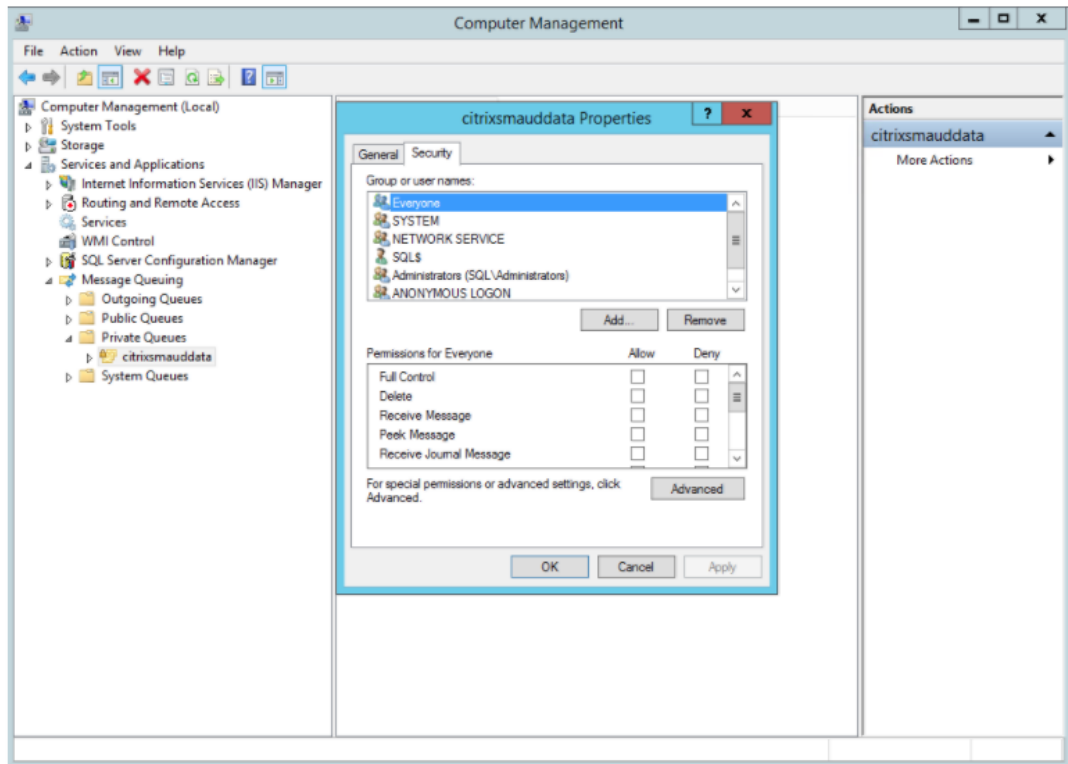 Computer Management
File Action View Help
Computer Management (Local)
System Tools
Storage
Services and Applications
Internet Information Services (IIS) Manager
Routing and Remote Access
Services
WMI Control
SQL Server Configuration Manager
Message Queuing
Outgoing Queues
Public Queues
Private Queues
citrixsmauddata
System Queues
citrixsmauddata Properties
? x
General Security
Group or user names:
Everyone
SYSTEM
NETWORK SERVICE
SQL$
Administrators (SQL\Administrators)
ANONYMOUS LOGON
Add... Remove
Permissions for Everyone Allow Deny
Full Control
Delete
Receive Message
Peek Message
Receive Journal Message
For special permissions or advanced settings, click
Advanced.
Advanced
OK Cancel Apply
Actions
citrixsmauddata
More Actions